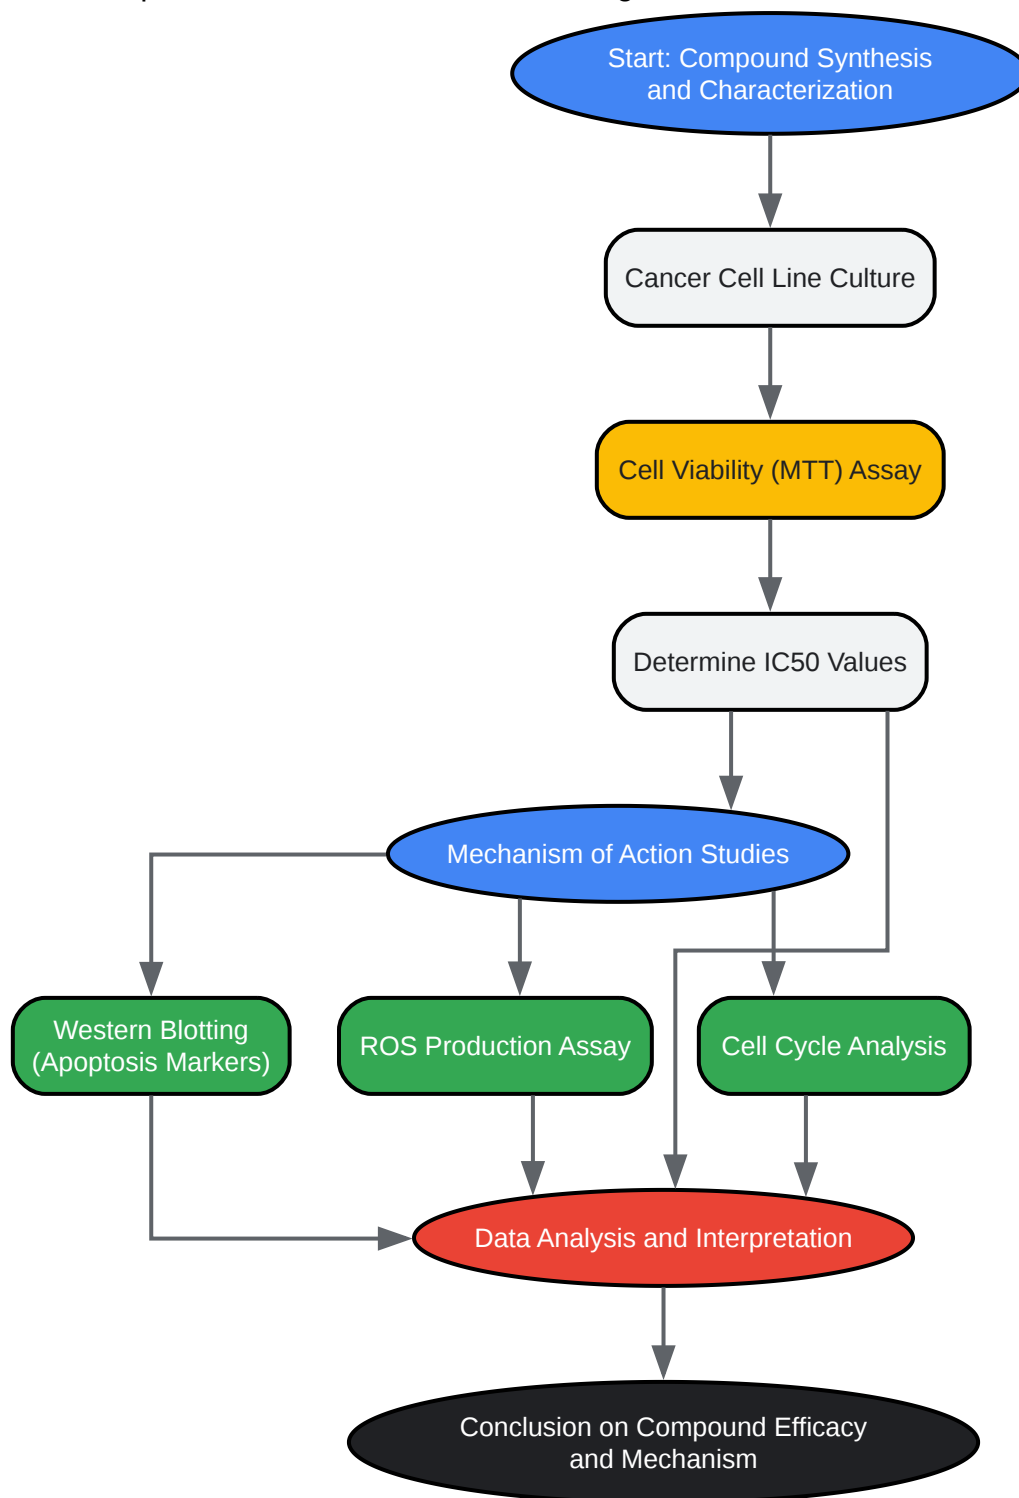 Start: Compound Synthesis
and Characterization
Cancer Cell Line Culture
Cell Viability (MTT) Assay
Determine IC50 Values
Mechanism of Action Studies
Western Blotting
(Apoptosis Markers)
ROS Production Assay
Cell Cycle Analysis
Data Analysis and Interpretation
Conclusion on Compound Efficacy
and Mechanism